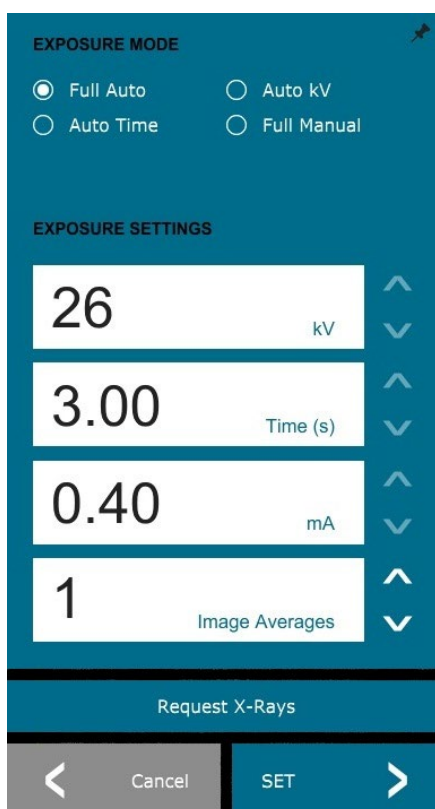 EXPOSURE MODE
Full Auto
Auto kV
Auto Time
Full Manual
EXPOSURE SETTINGS
26
kV
3.00
Time (s)
0.40
mA
1
Image Averages
Request X-Rays
Cancel
SET